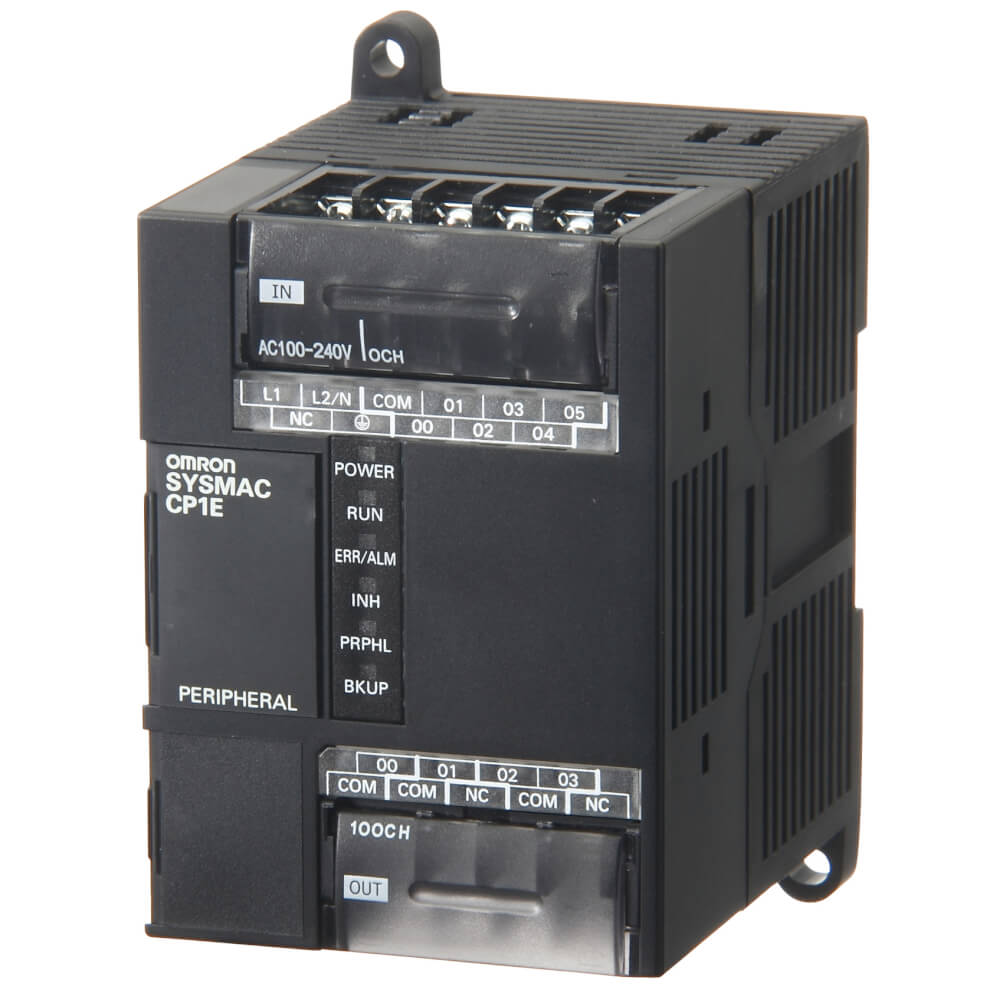 IN
AC100-240V 0CH
L1 L2/N COM 01 03 05
NC 00 02 04
OMRON
SYSMAC
CP1E
POWER
RUN
ERR/ALM
INH
PRPHL
BKUP
PERIPHERAL
00 01 02 03
COM COM NC COM NC
100CH
OUT